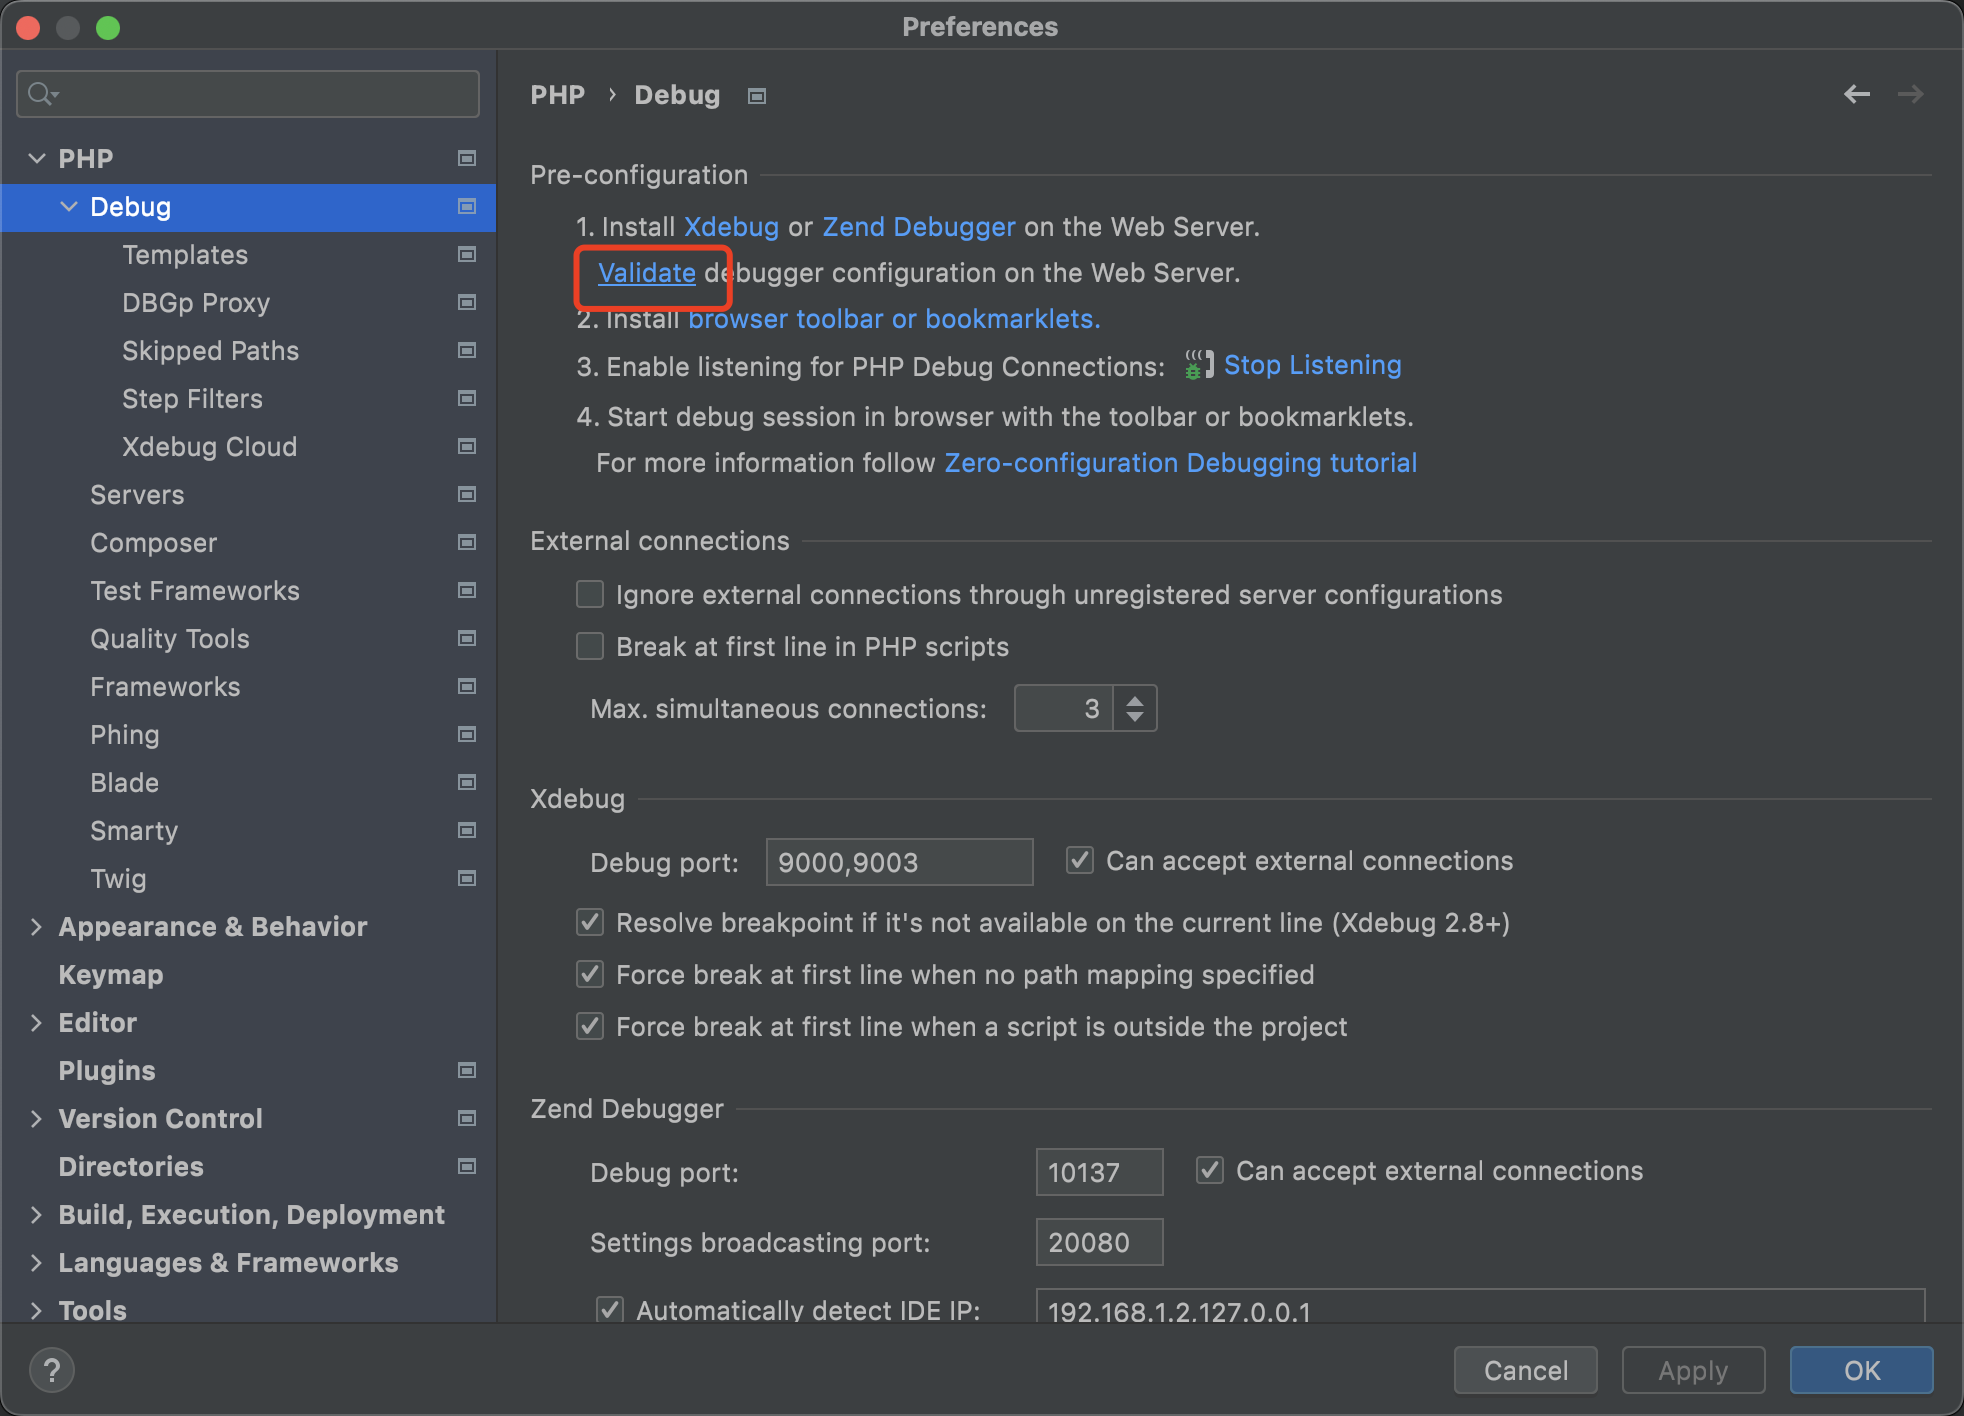 Preferences
PHP
Debug
Templates
DBGp Proxy
Skipped Paths
Step Filters
Xdebug Cloud
Servers
Composer
Test Frameworks
Quality Tools
Frameworks
Phing
Blade
Smarty
Twig
Appearance & Behavior
Keymap
Editor
Plugins
Version Control
Directories
Build, Execution, Deployment
Languages & Frameworks
Tools
PHP › Debug
Pre-configuration
1. Install Xdebug or Zend Debugger on the Web Server.
Validate debugger configuration on the Web Server.
2. Install browser toolbar or bookmarklets.
3. Enable listening for PHP Debug Connections: Stop Listening
4. Start debug session in browser with the toolbar or bookmarklets.
For more information follow Zero-configuration Debugging tutorial
External connections
Ignore external connections through unregistered server configurations
Break at first line in PHP scripts
Max. simultaneous connections: 3
Xdebug
Debug port: 9000,9003 Can accept external connections
Resolve breakpoint if it's not available on the current line (Xdebug 2.8+)
Force break at first line when no path mapping specified
Force break at first line when a script is outside the project
Zend Debugger
Debug port: 10137 Can accept external connections
Settings broadcasting port: 20080
Automatically detect IDE IP: 192.168.1.2,127.0.0.1
? Cancel Apply OK